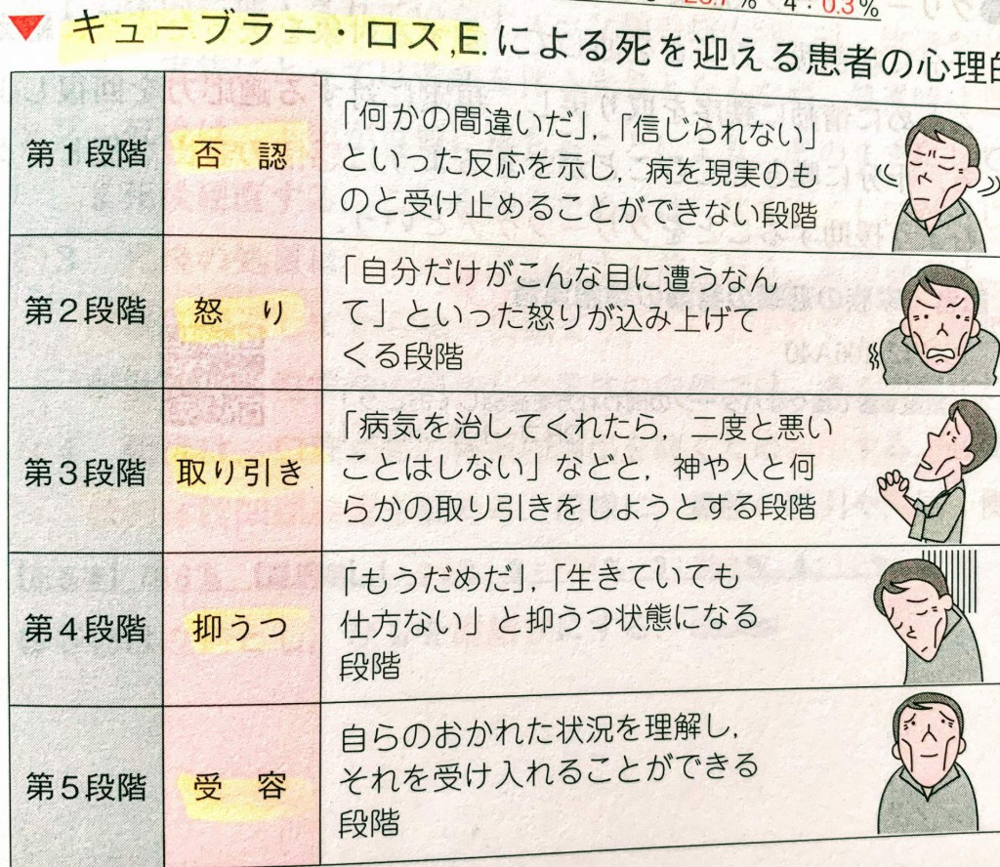 4：0.3%
▼キューブラー・ロス,E.による死を迎える患者の心理的
第1段階
否　認
「何かの間違いだ」，「信じられない」
といった反応を示し，病を現実のも
のと受け止めることができない段階
第2段階
怒　り
「自分だけがこんな目に遭うなん
て」といった怒りが込み上げて
くる段階
第3段階
取り引き
「病気を治してくれたら，二度と悪い
ことはしない」などと，神や人と何
らかの取り引きをしようとする段階
第4段階
抑うつ
「もうだめだ」，「生きていても
仕方ない」と抑うつ状態になる
段階
第5段階
受　容
自らのおかれた状況を理解し，
それを受け入れることができる
段階